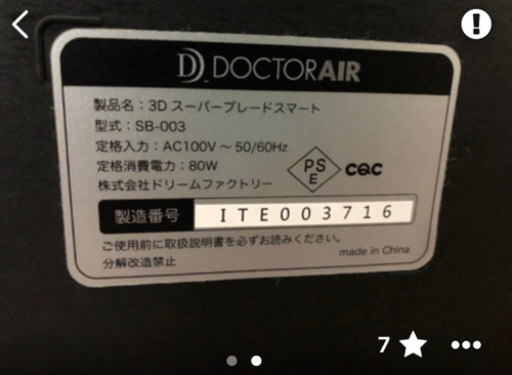 DOCTORAIR
製品名：3D スーパーブレードスマート
型式：SB-003
定格入力：AC100V～50/60Hz
定格消費電力：80W
株式会社ドリームファクトリー
PS
E
CQC
製造番号 ITE003716
ご使用前に取扱説明書を必ずお読みください。
分解改造禁止
made in China
7